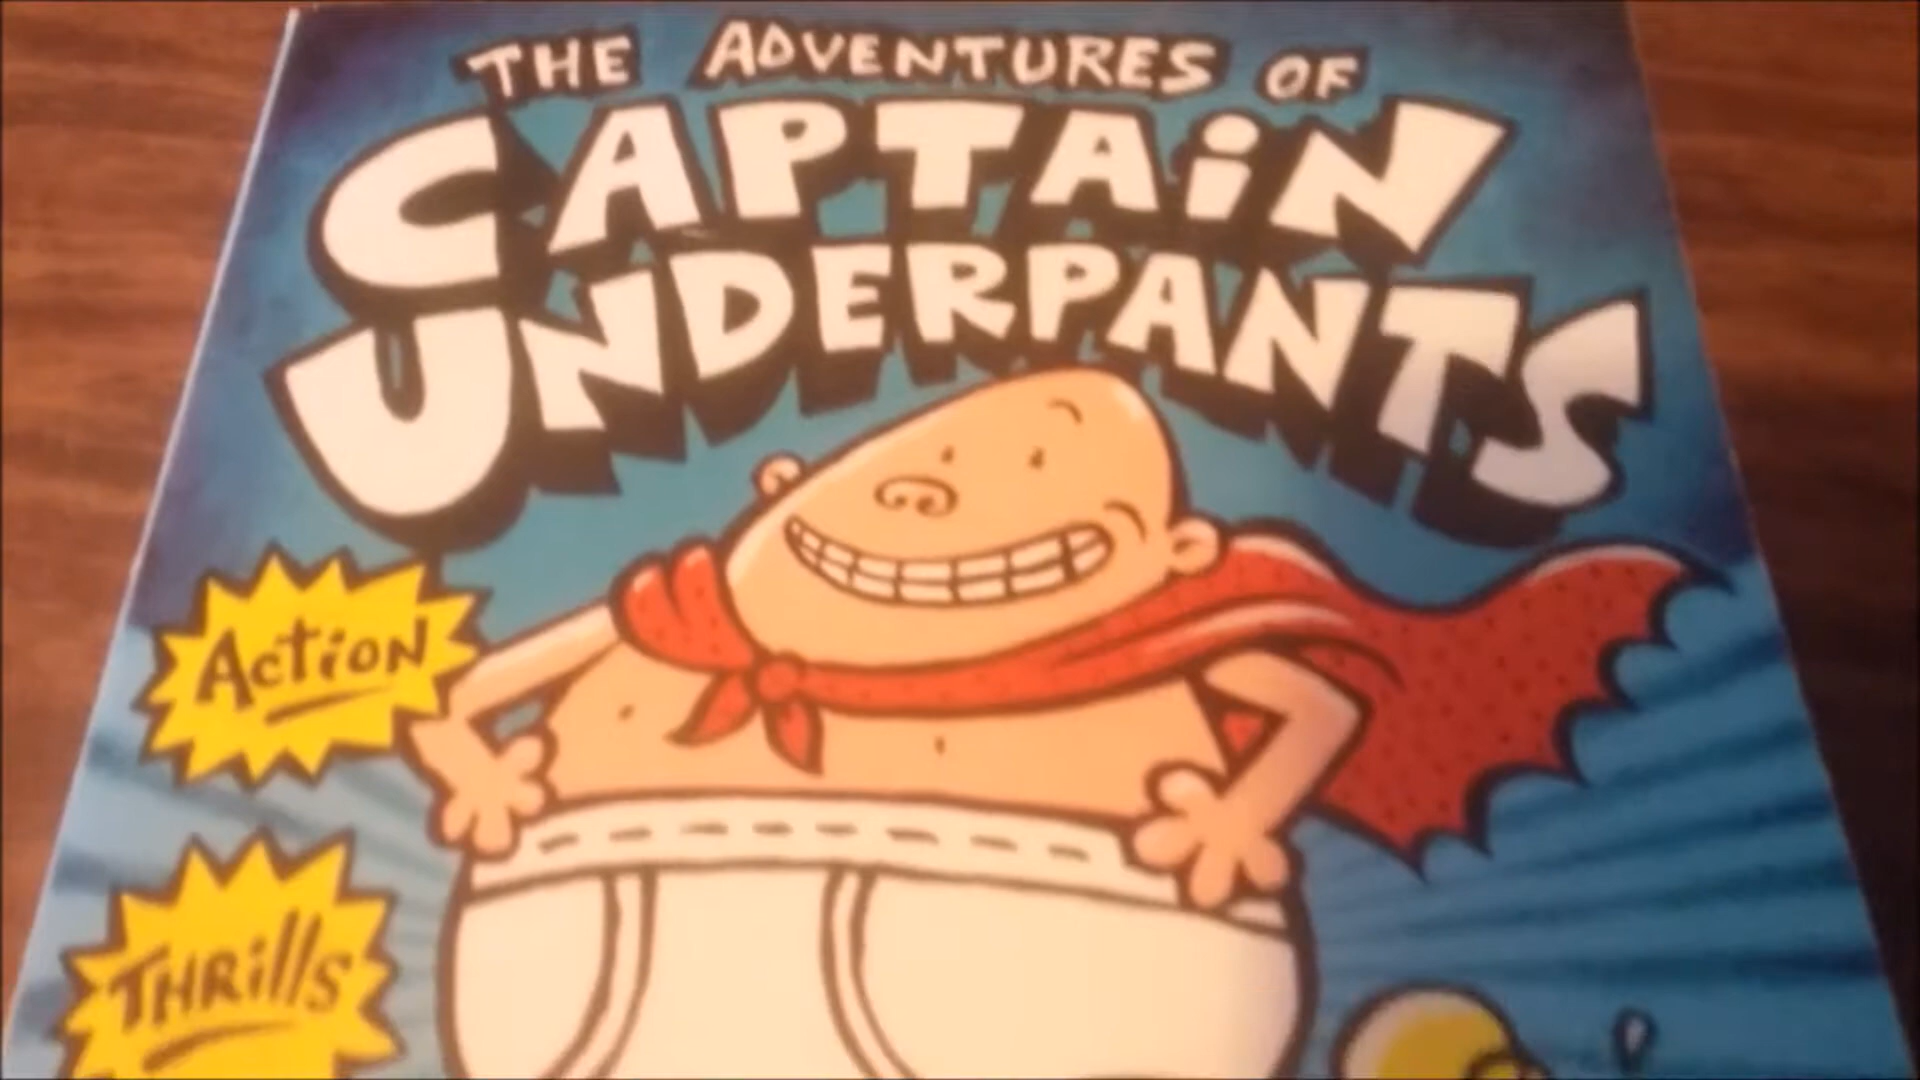 THE ADVENTURES OF
CAPTAiN
UNDERPANTS
Action
THRills